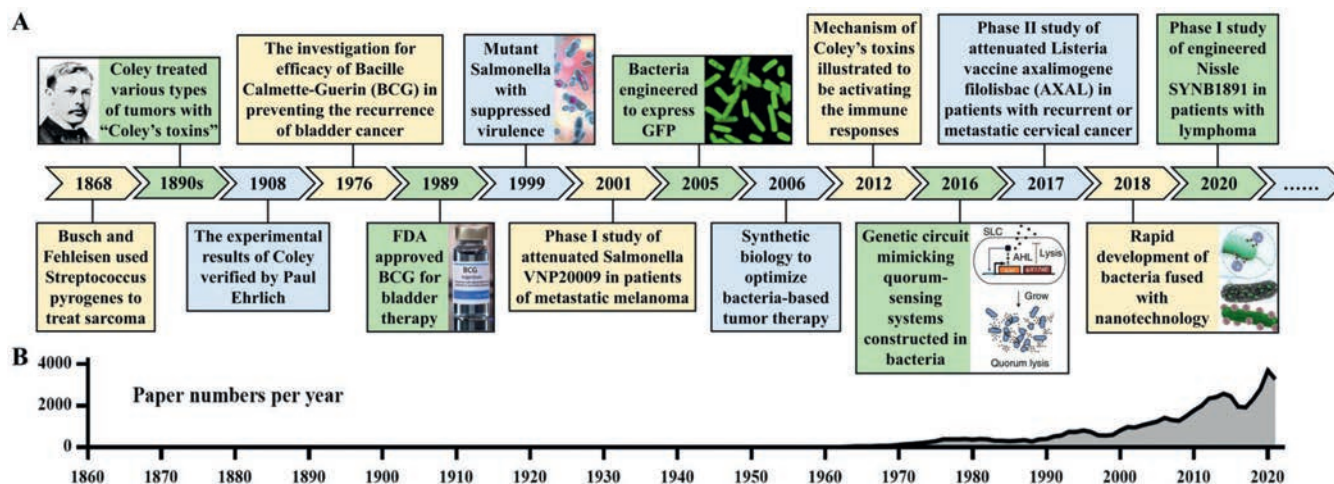 A
Coley treated
various types
of tumors with
“Coley’s toxins”
The investigation for
efficacy of Bacille
Calmette-Guerin (BCG) in
preventing the recurrence
of bladder cancer
Mutant
Salmonella
with
suppressed
virulence
Bacteria
engineered
to express
GFP
Mechanism of
Coley’s toxins
illustrated to
be activating
the immune
responses
Phase II study of
attenuated Listeria
vaccine axalimogene
filolisbac (AXAL) in
patients with recurrent or
metastatic cervical cancer
Phase I study
of engineered
Nissle
SYNB1891 in
patients with
lymphoma
1868 1890s 1908 1976 1989 1999 2001 2005 2006 2012 2016 2017 2018 2020 ......
Busch and
Fehleisen used
Streptococcus
pyrogenes to
treat sarcoma
The experimental
results of Coley
verified by Paul
Ehrlich
FDA
approved
BCG for
bladder
therapy
BCG
Phase I study of
attenuated Salmonella
VNP20009 in patients
of metastatic melanoma
Synthetic
biology to
optimize
bacteria-based
tumor therapy
Genetic circuit
mimicking
quorum-
sensing
systems
constructed in
bacteria
SLC
AHL
Lysis
Grow
Quorum lysis
Rapid
development of
bacteria fused
with
nanotechnology
B
Paper numbers per year
4000
2000
0
1860 1870 1880 1890 1900 1910 1920 1930 1940 1950 1960 1970 1980 1990 2000 2010 2020